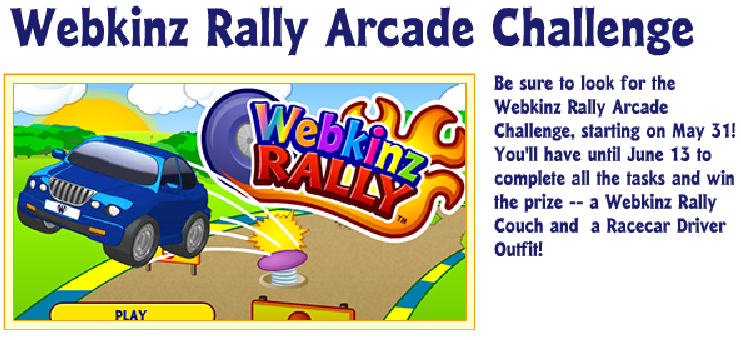 Webkinz Rally Arcade Challenge
Webkinz
RALLY
TM
W
PLAY
Be sure to look for the
Webkinz Rally Arcade
Challenge, starting on May 31!
You'll have until June 13 to
complete all the tasks and win
the prize -- a Webkinz Rally
Couch and a Racecar Driver
Outfit!